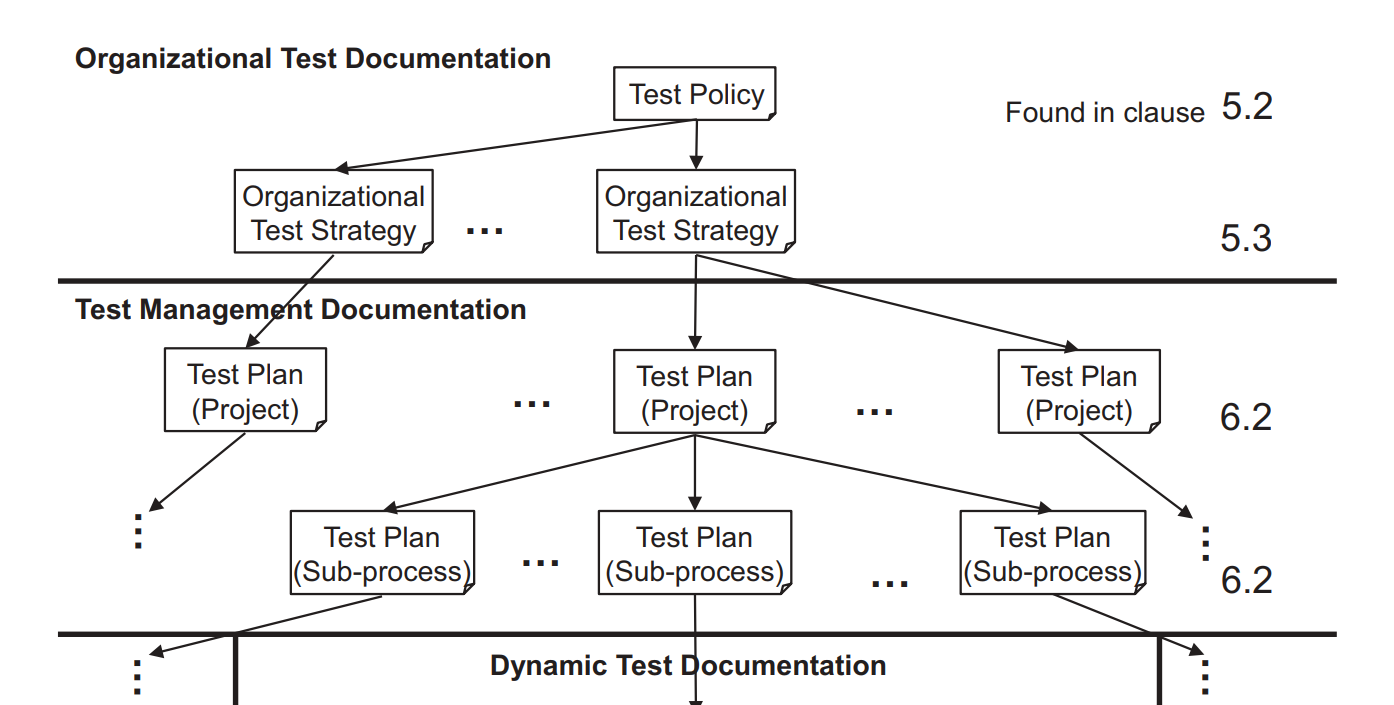 Organizational Test Documentation
Test Policy
Found in clause 5.2
Organizational
Test Strategy
...
Organizational
Test Strategy
5.3
Test Management Documentation
Test Plan
(Project)
...
Test Plan
(Project)
...
Test Plan
(Project)
6.2
...
Test Plan
(Sub-process)
...
Test Plan
(Sub-process)
...
Test Plan
(Sub-process)
...
6.2
Dynamic Test Documentation
...
...